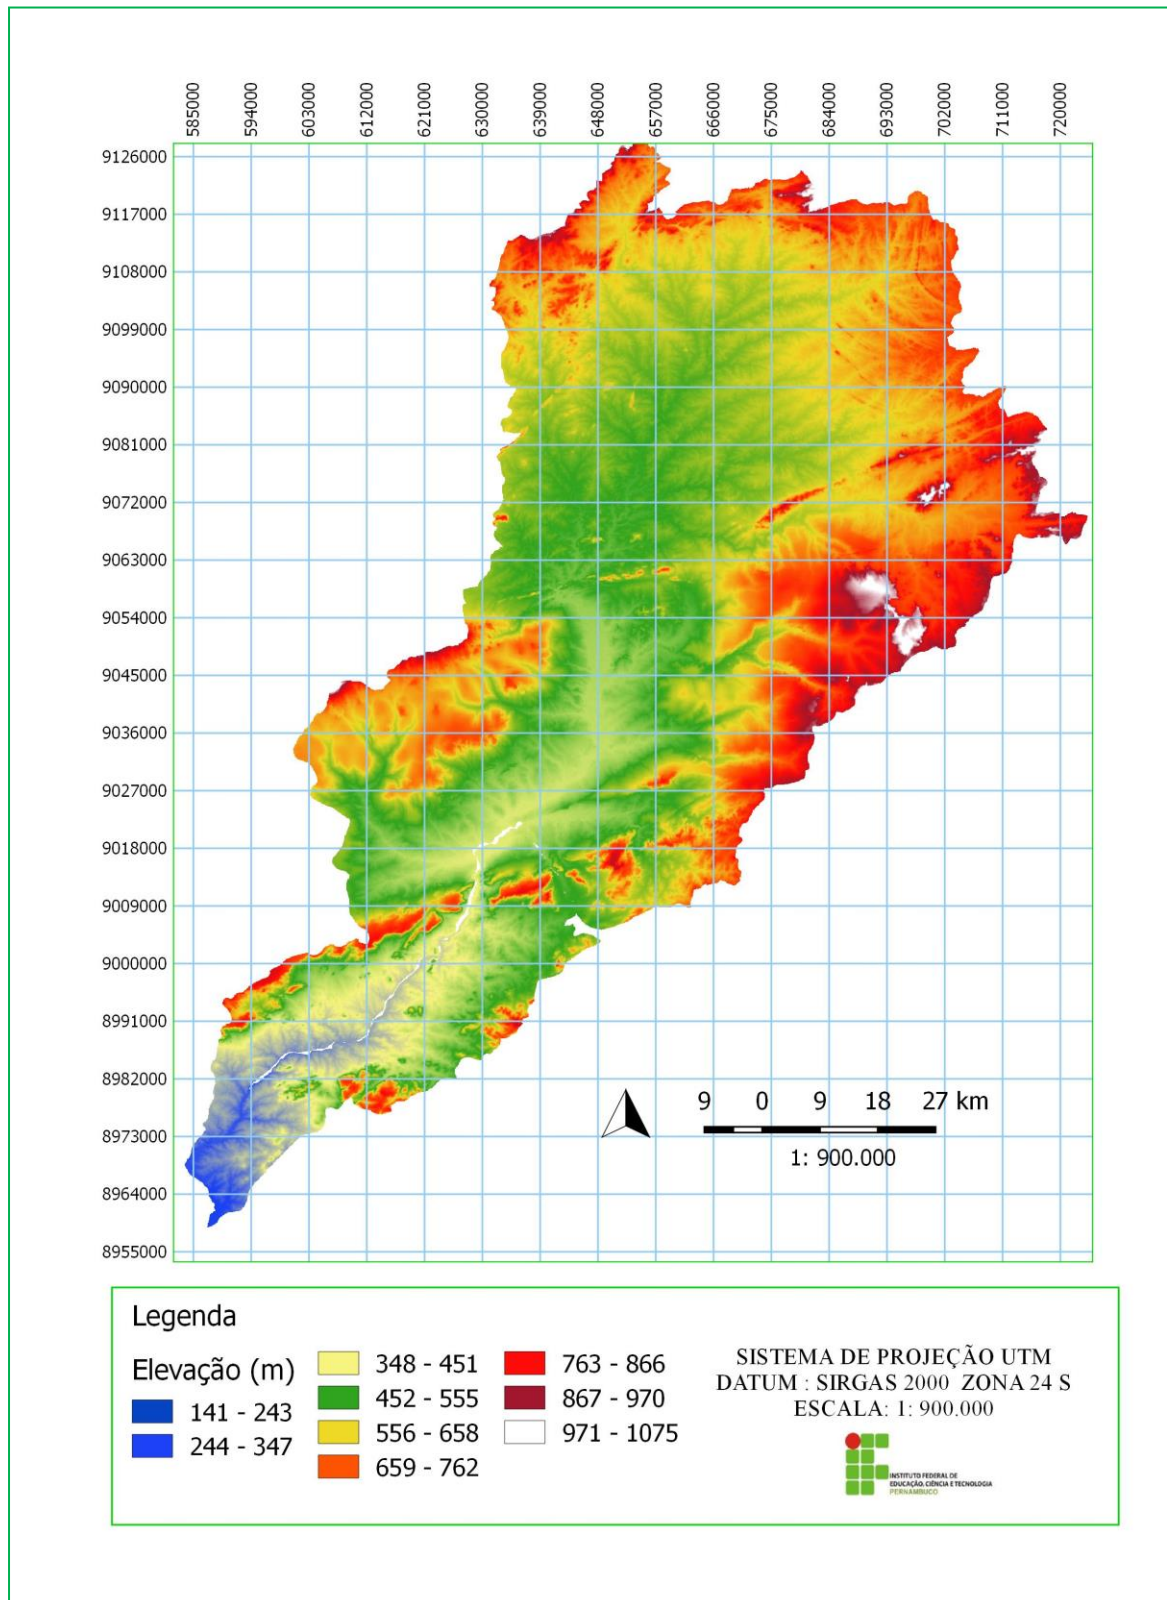 585000
594000
603000
612000
621000
630000
639000
648000
657000
666000
675000
684000
693000
702000
711000
720000
9126000
9117000
9108000
9099000
9090000
9081000
9072000
9063000
9054000
9045000
9036000
9027000
9018000
9009000
9000000
8991000
8982000
8973000
8964000
8955000
9 0 9 18 27 km
1: 900.000
Legenda
Elevação (m)
141 - 243
244 - 347
348 - 451
452 - 555
556 - 658
659 - 762
763 - 866
867 - 970
971 - 1075
SISTEMA DE PROJEÇÃO UTM
DATUM : SIRGAS 2000 ZONA 24 S
ESCALA: 1: 900.000
INSTITUTO FEDERAL DE
EDUCAÇÃO, CIÊNCIA E TECNOLOGIA
PERNAMBUCO